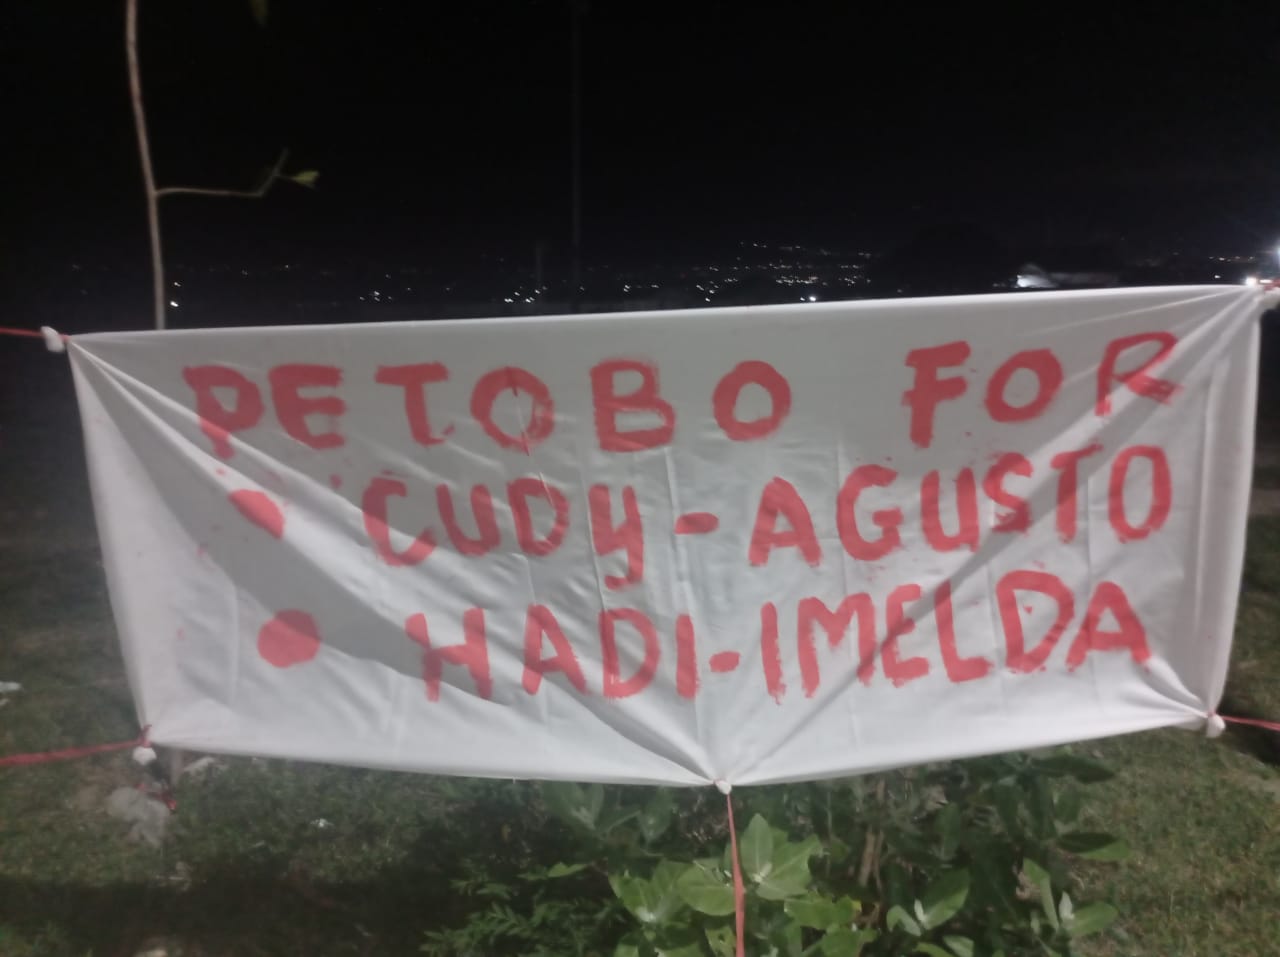 PETOBO FOR
• CUDY - AGUSTO
• HADI - IMELDA